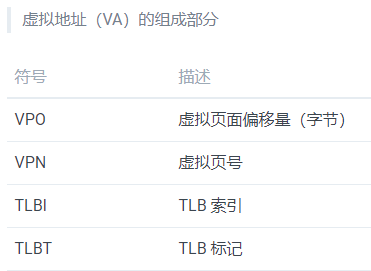 虚拟地址（VA）的组成部分
符号 描述
VPO 虚拟页面偏移量（字节）
VPN 虚拟页号
TLBI TLB 索引
TLBT TLB 标记